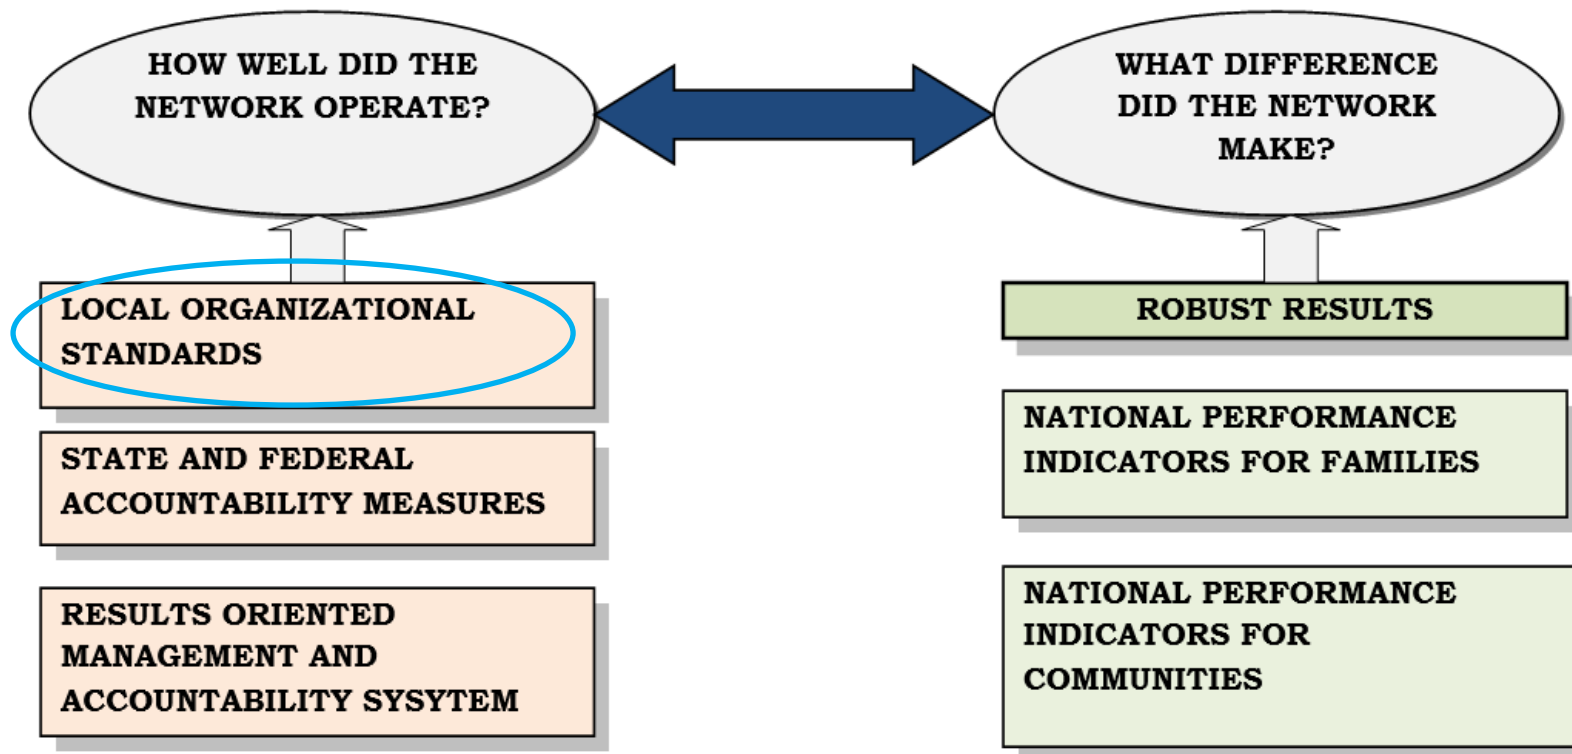 HOW WELL DID THE
NETWORK OPERATE?
WHAT DIFFERENCE
DID THE NETWORK
MAKE?
LOCAL ORGANIZATIONAL
STANDARDS
STATE AND FEDERAL
ACCOUNTABILITY MEASURES
RESULTS ORIENTED
MANAGEMENT AND
ACCOUNTABILITY SYSYTEM
ROBUST RESULTS
NATIONAL PERFORMANCE
INDICATORS FOR FAMILIES
NATIONAL PERFORMANCE
INDICATORS FOR
COMMUNITIES